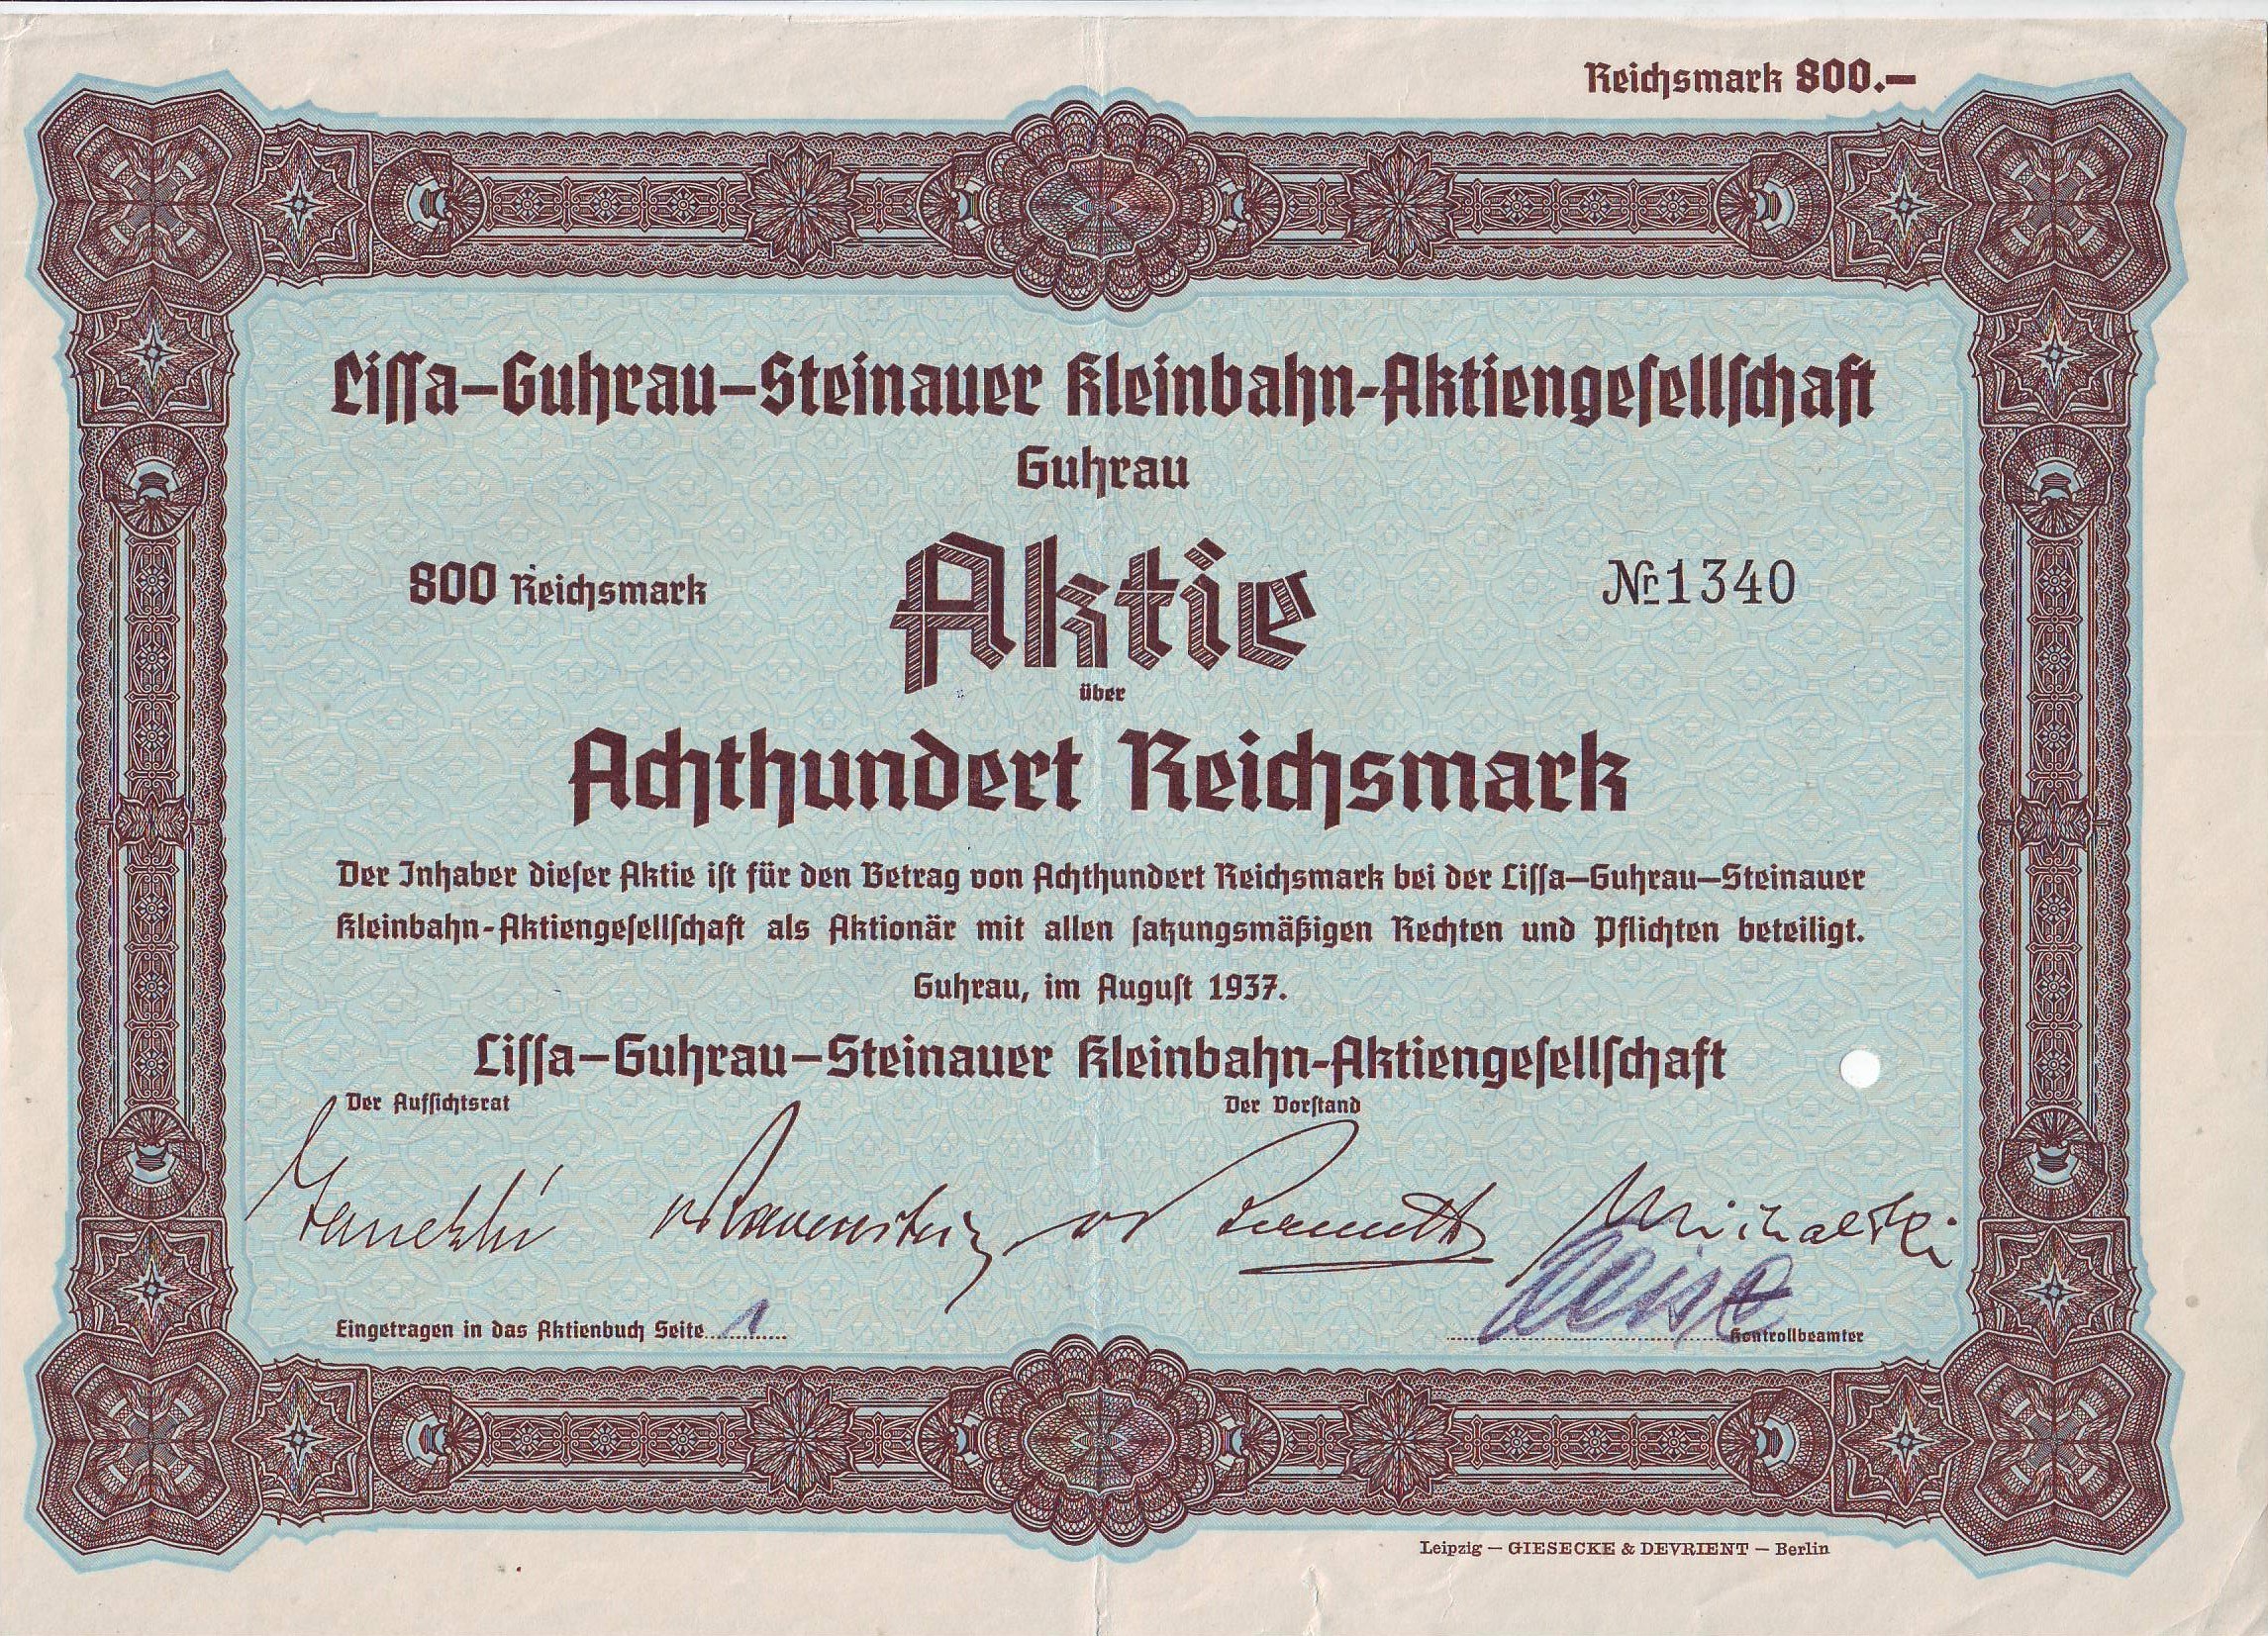 Reichsmark 800.—
Liſſa–Guhrau–Steinauer Kleinbahn-Aktiengeſellſchaft
Guhrau
800 Reichsmark
Aktie
Nr. 1340
über
Achthundert Reichsmark
Der Inhaber dieſer Aktie iſt für den Betrag von Achthundert Reichsmark bei der Liſſa–Guhrau–Steinauer
Kleinbahn-Aktiengeſellſchaft als Aktionär mit allen ſatzungsmäßigen Rechten und Pflichten beteiligt.
Guhrau, im Auguſt 1937.
Liſſa–Guhrau–Steinauer Kleinbahn-Aktiengeſellſchaft
Der Aufſichtsrat
Der Vorſtand
Michalski
Eingetragen in das Aktienbuch Seite 1
Kontrollbeamter
Leipzig — GIESECKE & DEVRIENT — Berlin